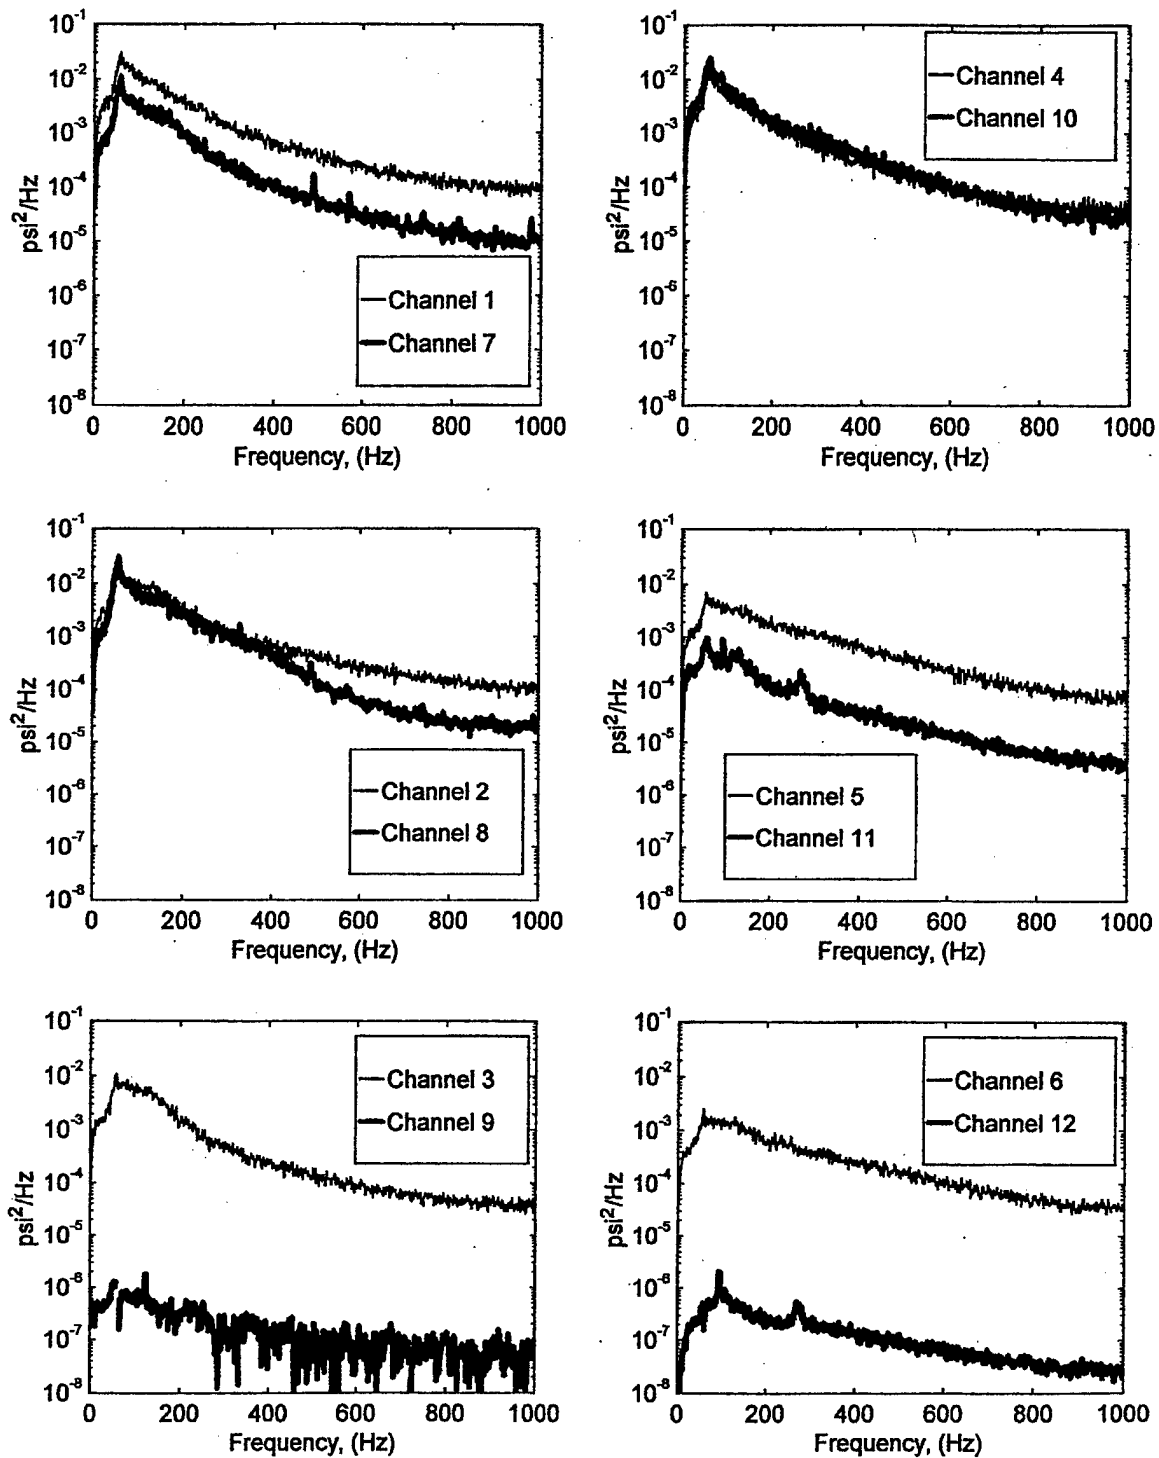 10^-1
10^-2
10^-3
10^-4
10^-5
10^-6
10^-7
10^-8
psi^2/Hz
Channel 1
Channel 7
0 200 400 600 800 1000
Frequency, (Hz)
10^-1
10^-2
10^-3
10^-4
10^-5
10^-6
10^-7
10^-8
psi^2/Hz
Channel 4
Channel 10
0 200 400 600 800 1000
Frequency, (Hz)
10^-1
10^-2
10^-3
10^-4
10^-5
10^-6
10^-7
10^-8
psi^2/Hz
Channel 2
Channel 8
0 200 400 600 800 1000
Frequency, (Hz)
10^-1
10^-2
10^-3
10^-4
10^-5
10^-6
10^-7
10^-8
psi^2/Hz
Channel 5
Channel 11
0 200 400 600 800 1000
Frequency, (Hz)
10^-1
10^-2
10^-3
10^-4
10^-5
10^-6
10^-7
10^-8
psi^2/Hz
Channel 3
Channel 9
0 200 400 600 800 1000
Frequency, (Hz)
10^-1
10^-2
10^-3
10^-4
10^-5
10^-6
10^-7
10^-8
psi^2/Hz
Channel 6
Channel 12
0 200 400 600 800 1000
Frequency, (Hz)